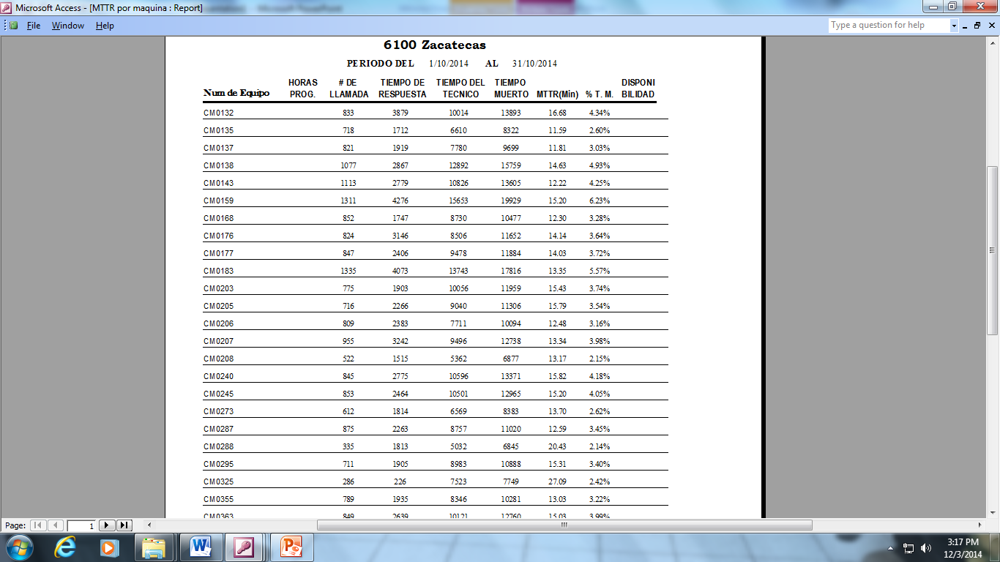 Microsoft Access - [MTTR por maquina : Report]
File Window Help
Type a question for help
6100 Zacatecas
PERIODO DEL 1/10/2014 AL 31/10/2014
HORAS # DE TIEMPO DE TIEMPO DEL TIEMPO DISPONI
Num de Equipo PROG. LLAMADA RESPUESTA TECNICO MUERTO MTTR(Min) % T. M. BILIDAD
CM0132 833 3879 10014 13893 16.68 4.34%
CM0135 718 1712 6610 8322 11.59 2.60%
CM0137 821 1919 7780 9699 11.81 3.03%
CM0138 1077 2867 12892 15759 14.63 4.93%
CM0143 1113 2779 10826 13605 12.22 4.25%
CM0159 1311 4276 15653 19929 15.20 6.23%
CM0168 852 1747 8730 10477 12.30 3.28%
CM0176 824 3146 8506 11652 14.14 3.64%
CM0177 847 2406 9478 11884 14.03 3.72%
CM0183 1335 4073 13743 17816 13.35 5.57%
CM0203 775 1903 10056 11959 15.43 3.74%
CM0205 716 2266 9040 11306 15.79 3.54%
CM0206 809 2383 7711 10094 12.48 3.16%
CM0207 955 3242 9496 12738 13.34 3.98%
CM0208 522 1515 5362 6877 13.17 2.15%
CM0240 845 2775 10596 13371 15.82 4.18%
CM0245 853 2464 10501 12965 15.20 4.05%
CM0273 612 1814 6569 8383 13.70 2.62%
CM0287 875 2263 8757 11020 12.59 3.45%
CM0288 335 1813 5032 6845 20.43 2.14%
CM0295 711 1905 8983 10888 15.31 3.40%
CM0325 286 226 7523 7749 27.09 2.42%
CM0355 789 1935 8346 10281 13.03 3.22%
CM0363 849 2639 10121 12760 15.03 3.99%
Page: 1
3:17 PM
12/3/2014